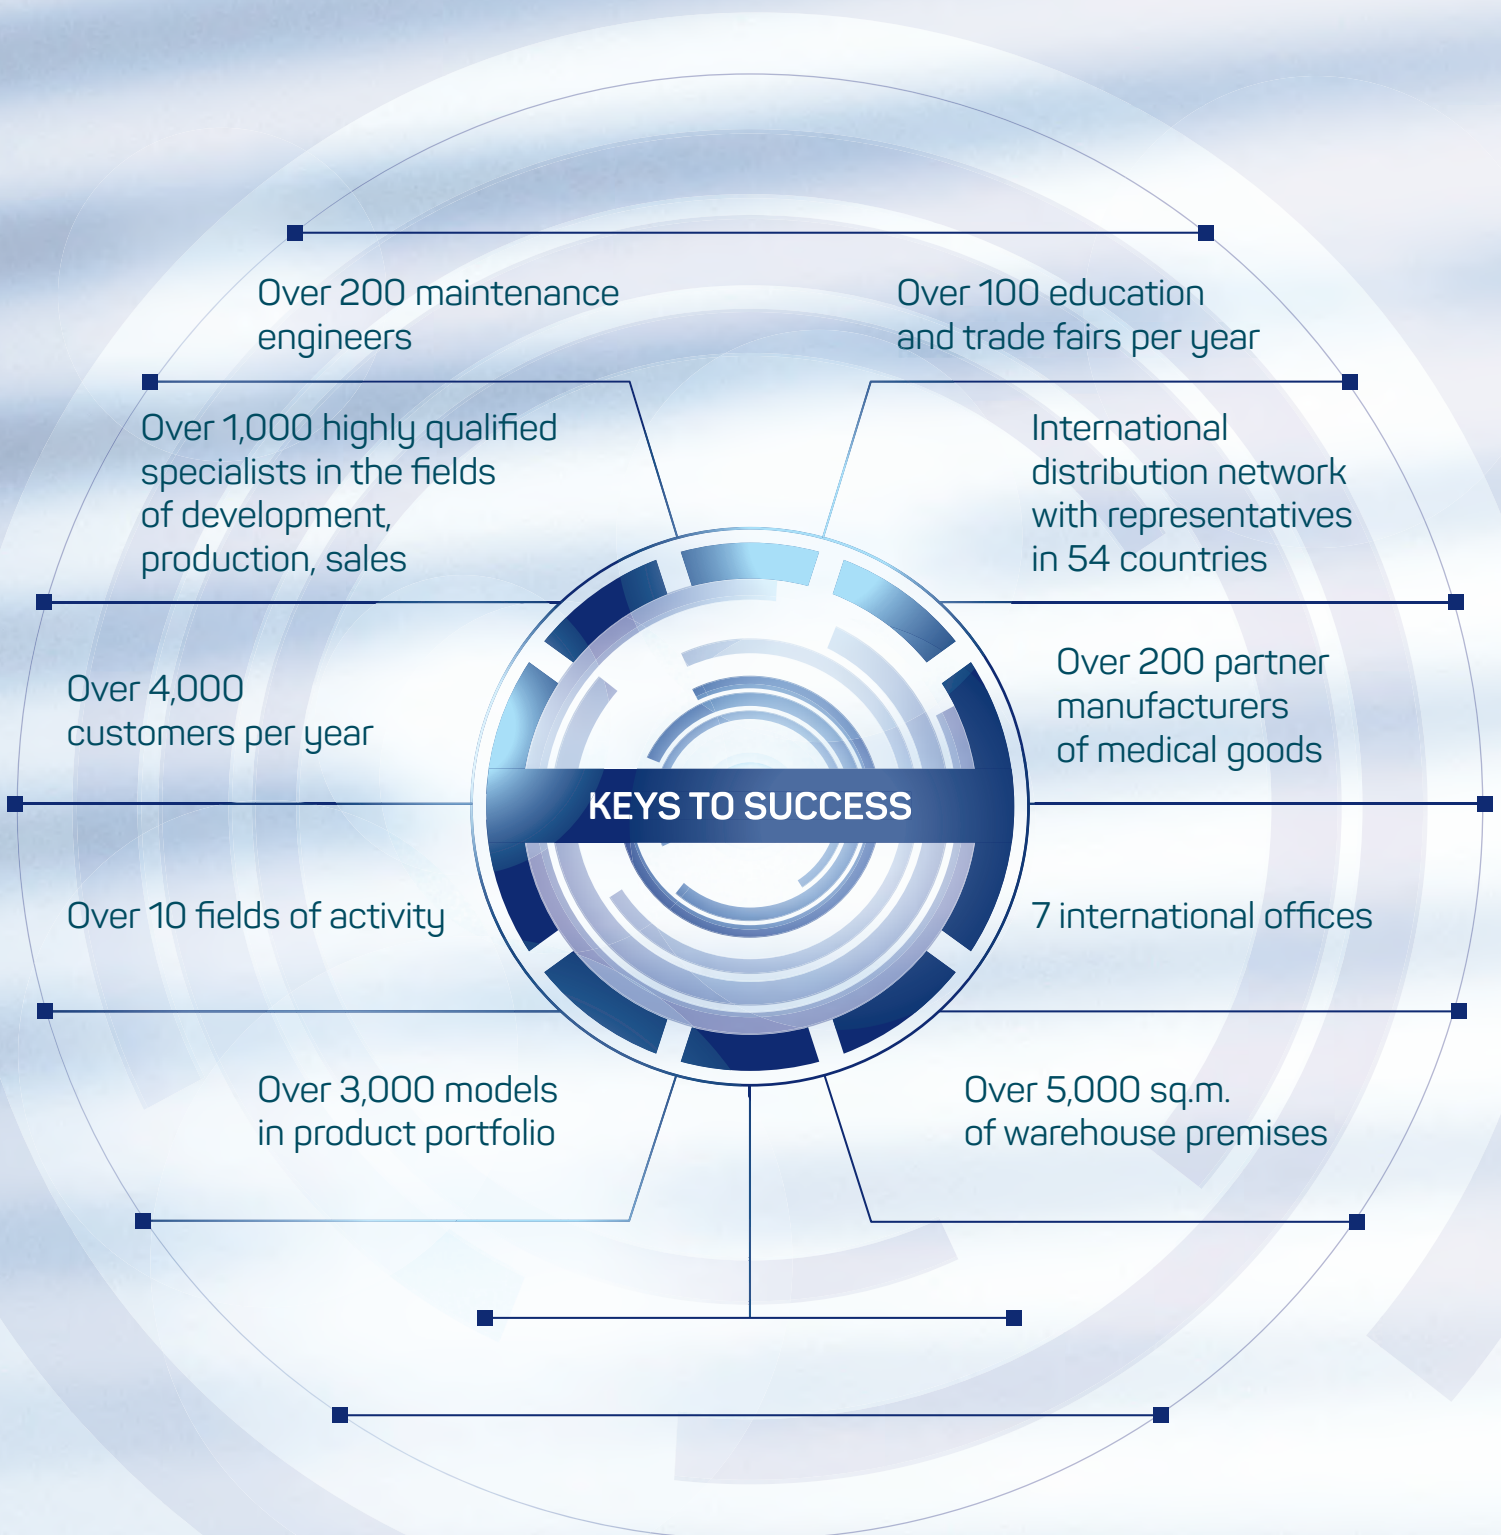 Over 200 maintenance
engineers
Over 100 education
and trade fairs per year
Over 1,000 highly qualified
specialists in the fields
of development,
production, sales
International
distribution network
with representatives
in 54 countries
Over 4,000
customers per year
Over 200 partner
manufacturers
of medical goods
KEYS TO SUCCESS
Over 10 fields of activity
7 international offices
Over 3,000 models
in product portfolio
Over 5,000 sq.m.
of warehouse premises